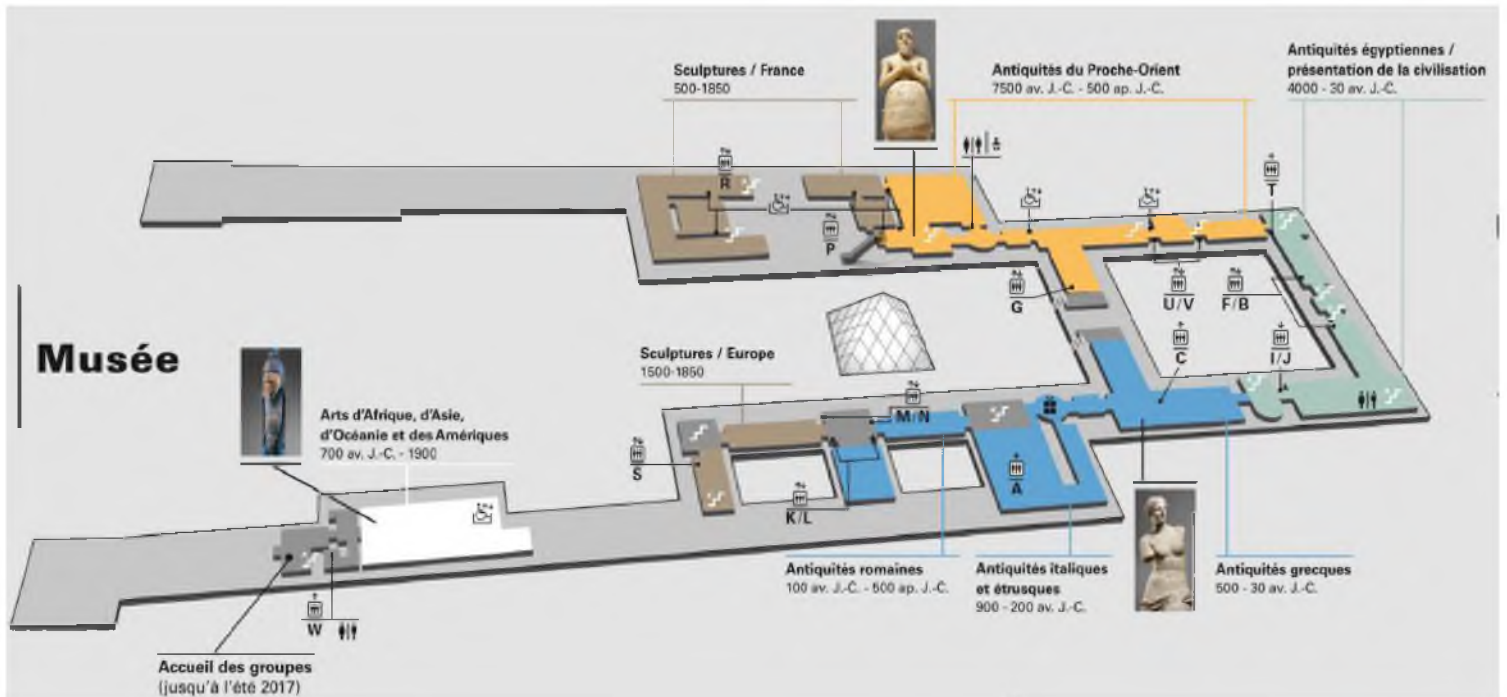 Sculptures / France
500-1850
Antiquités du Proche-Orient
7500 av. J.-C. - 500 ap. J.-C.
Antiquités égyptiennes /
présentation de la civilisation
4000 - 30 av. J.-C.
R
T
P
G
U/V
F/B
Musée
C
I/J
Sculptures / Europe
1500-1850
M/N
Arts d'Afrique, d'Asie,
d'Océanie et des Amériques
700 av. J.-C. - 1900
S
A
K/L
Antiquités romaines
100 av. J.-C. - 500 ap. J.-C.
Antiquités italiques
et étrusques
900 - 200 av. J.-C.
Antiquités grecques
500 - 30 av. J.-C.
W
Accueil des groupes
(jusqu'à l'été 2017)